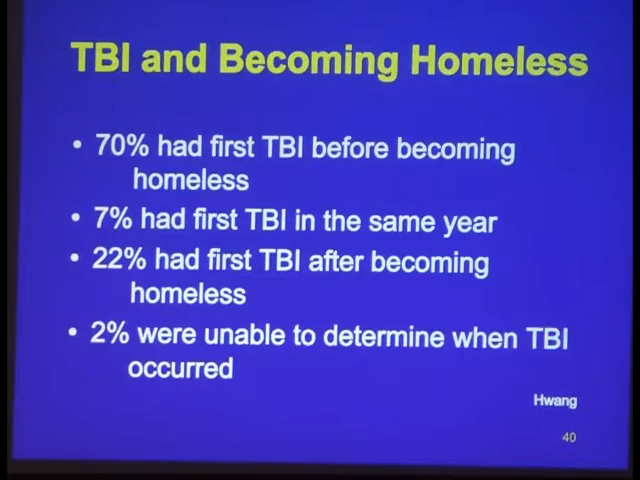 TBI and Becoming Homeless
• 70% had first TBI before becoming
homeless
• 7% had first TBI in the same year
• 22% had first TBI after becoming
homeless
• 2% were unable to determine when TBI
occurred
Hwang
40